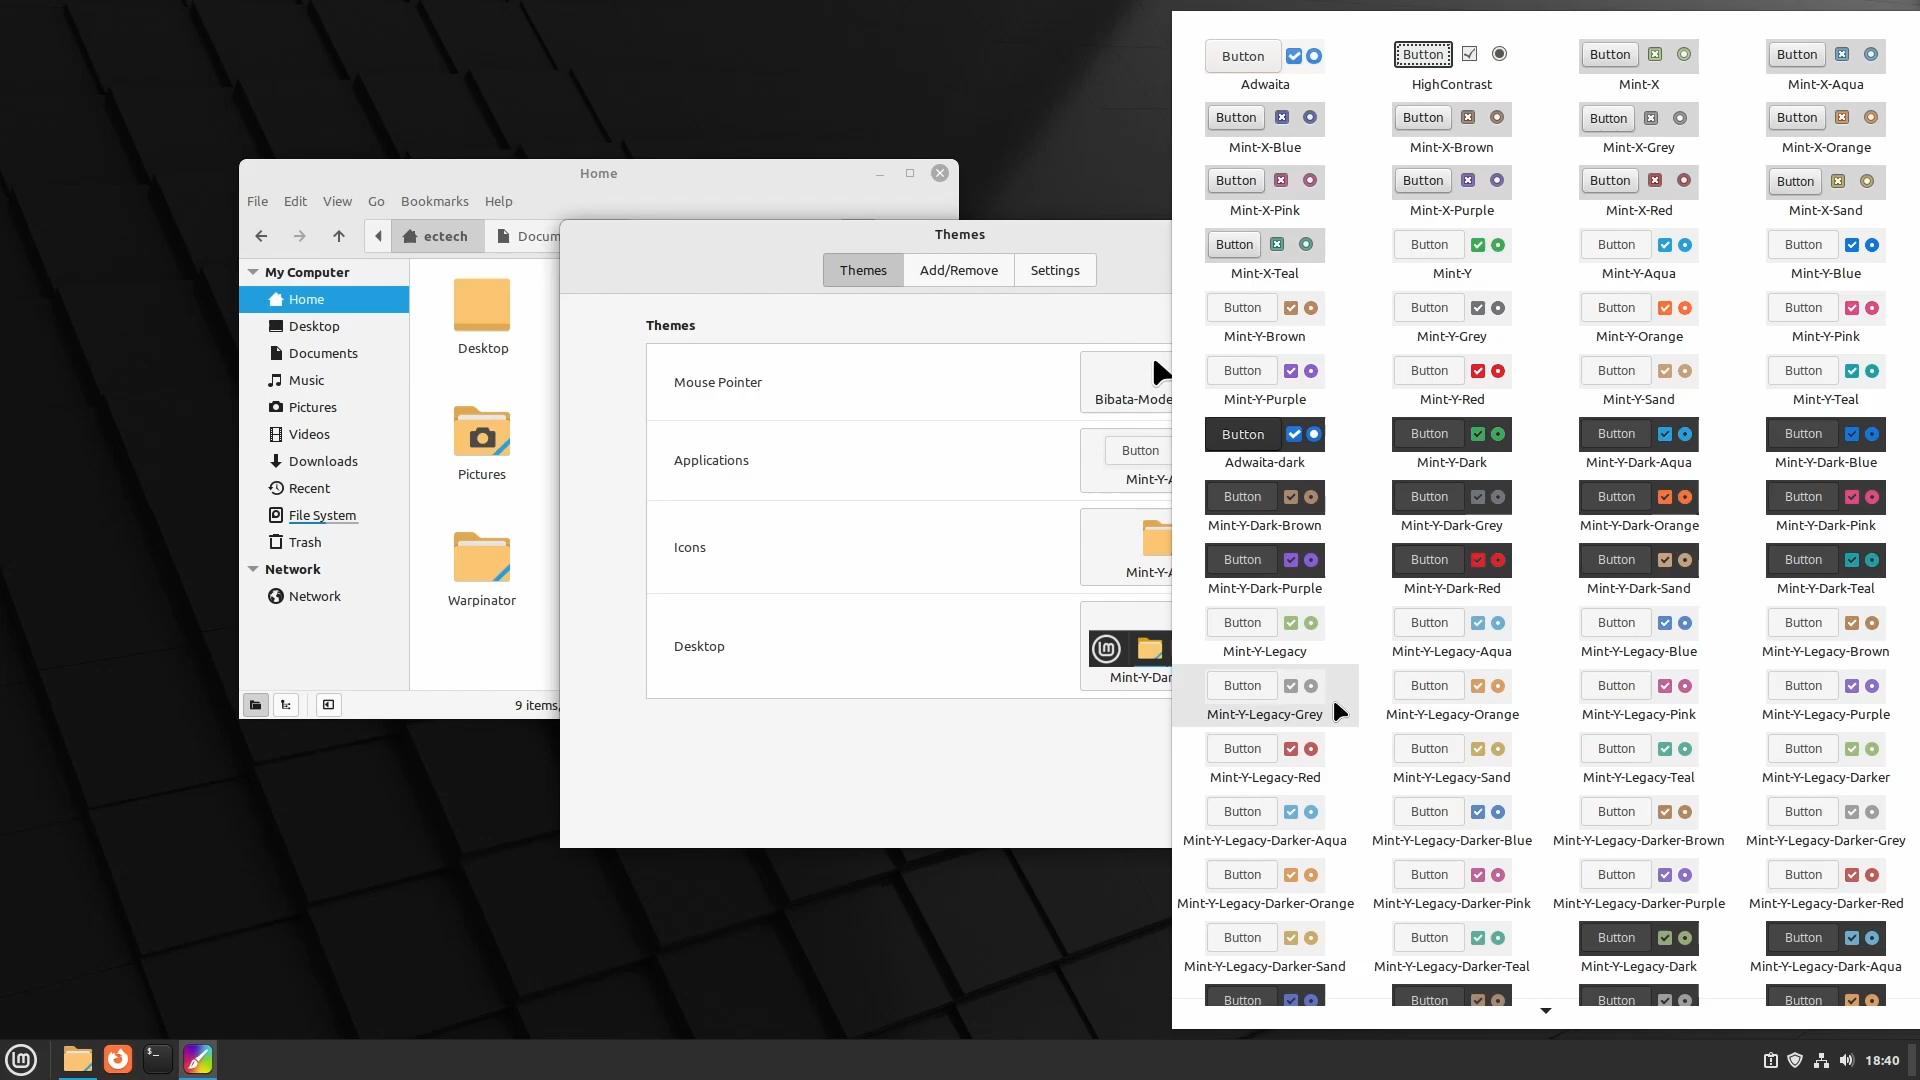 Home
File Edit View Go Bookmarks Help
ectech
Docum
My Computer
Home
Desktop
Documents
Music
Pictures
Videos
Downloads
Recent
File System
Trash
Network
Network
Desktop
Pictures
Warpinator
9 items,
Themes
Themes Add/Remove Settings
Themes
Mouse Pointer
Bibata-Mode
Applications
Button
Mint-Y-A
Icons
Mint-Y-A
Desktop
Mint-Y-Dar
Button Button Button Button
Adwaita HighContrast Mint-X Mint-X-Aqua
Button Button Button Button
Mint-X-Blue Mint-X-Brown Mint-X-Grey Mint-X-Orange
Button Button Button Button
Mint-X-Pink Mint-X-Purple Mint-X-Red Mint-X-Sand
Button Button Button Button
Mint-X-Teal Mint-Y Mint-Y-Aqua Mint-Y-Blue
Button Button Button Button
Mint-Y-Brown Mint-Y-Grey Mint-Y-Orange Mint-Y-Pink
Button Button Button Button
Mint-Y-Purple Mint-Y-Red Mint-Y-Sand Mint-Y-Teal
Button Button Button Button
Adwaita-dark Mint-Y-Dark Mint-Y-Dark-Aqua Mint-Y-Dark-Blue
Button Button Button Button
Mint-Y-Dark-Brown Mint-Y-Dark-Grey Mint-Y-Dark-Orange Mint-Y-Dark-Pink
Button Button Button Button
Mint-Y-Dark-Purple Mint-Y-Dark-Red Mint-Y-Dark-Sand Mint-Y-Dark-Teal
Button Button Button Button
Mint-Y-Legacy Mint-Y-Legacy-Aqua Mint-Y-Legacy-Blue Mint-Y-Legacy-Brown
Button Button Button Button
Mint-Y-Legacy-Grey Mint-Y-Legacy-Orange Mint-Y-Legacy-Pink Mint-Y-Legacy-Purple
Button Button Button Button
Mint-Y-Legacy-Red Mint-Y-Legacy-Sand Mint-Y-Legacy-Teal Mint-Y-Legacy-Darker
Button Button Button Button
Mint-Y-Legacy-Darker-Aqua Mint-Y-Legacy-Darker-Blue Mint-Y-Legacy-Darker-Brown Mint-Y-Legacy-Darker-Grey
Button Button Button Button
Mint-Y-Legacy-Darker-Orange Mint-Y-Legacy-Darker-Pink Mint-Y-Legacy-Darker-Purple Mint-Y-Legacy-Darker-Red
Button Button Button Button
Mint-Y-Legacy-Darker-Sand Mint-Y-Legacy-Darker-Teal Mint-Y-Legacy-Dark Mint-Y-Legacy-Dark-Aqua
Button Button Button Button
18:40